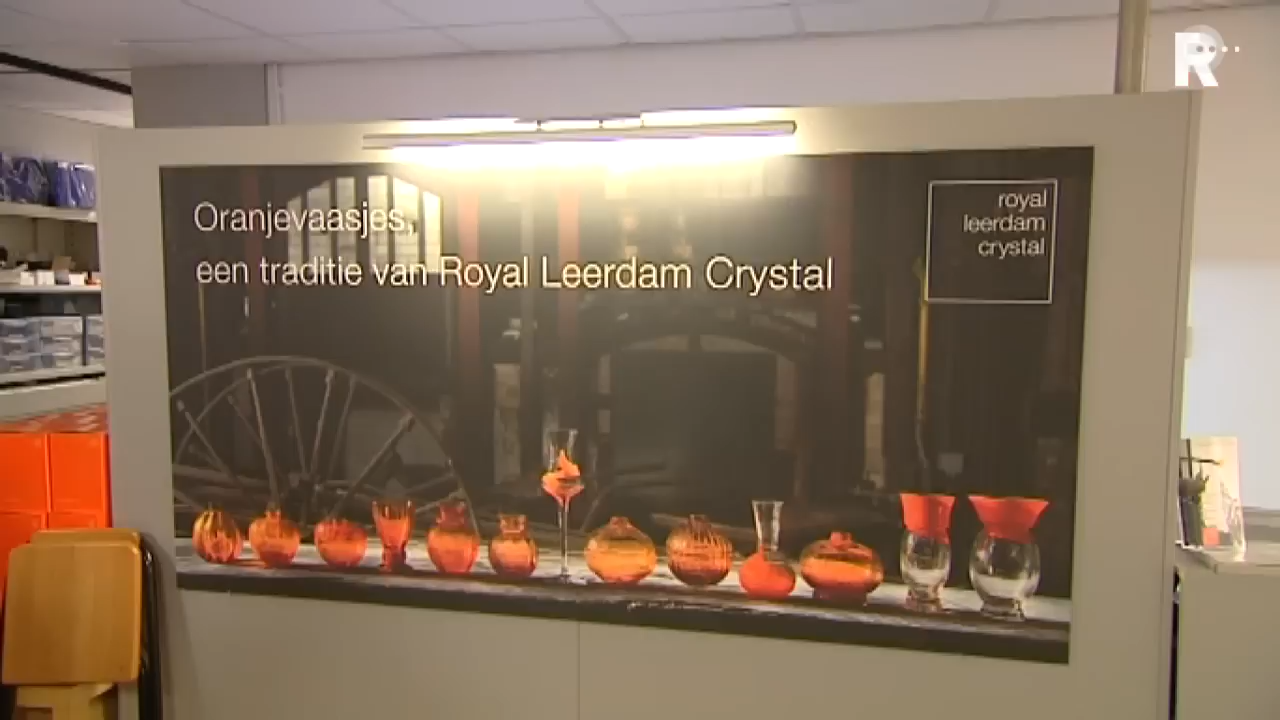 R
Oranjevaasjes,
een traditie van Royal Leerdam Crystal
royal
leerdam
crystal